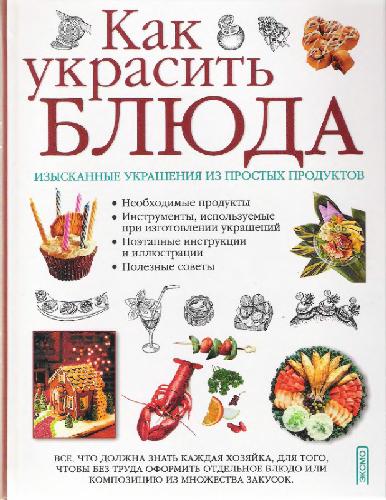 Как
украсить
БЛЮДА
ИЗЫСКАННЫЕ УКРАШЕНИЯ ИЗ ПРОСТЫХ ПРОДУКТОВ
• Необходимые продукты
• Инструменты, используемые
при изготовлении украшений
• Поэтапные инструкции
и иллюстрации
• Полезные советы
ВСЕ, ЧТО ДОЛЖНА ЗНАТЬ КАЖДАЯ ХОЗЯЙКА, ДЛЯ ТОГО,
ЧТОБЫ БЕЗ ТРУДА ОФОРМИТЬ ОТДЕЛЬНОЕ БЛЮДО ИЛИ
КОМПОЗИЦИЮ ИЗ МНОЖЕСТВА ЗАКУСОК.
ЭКСМО